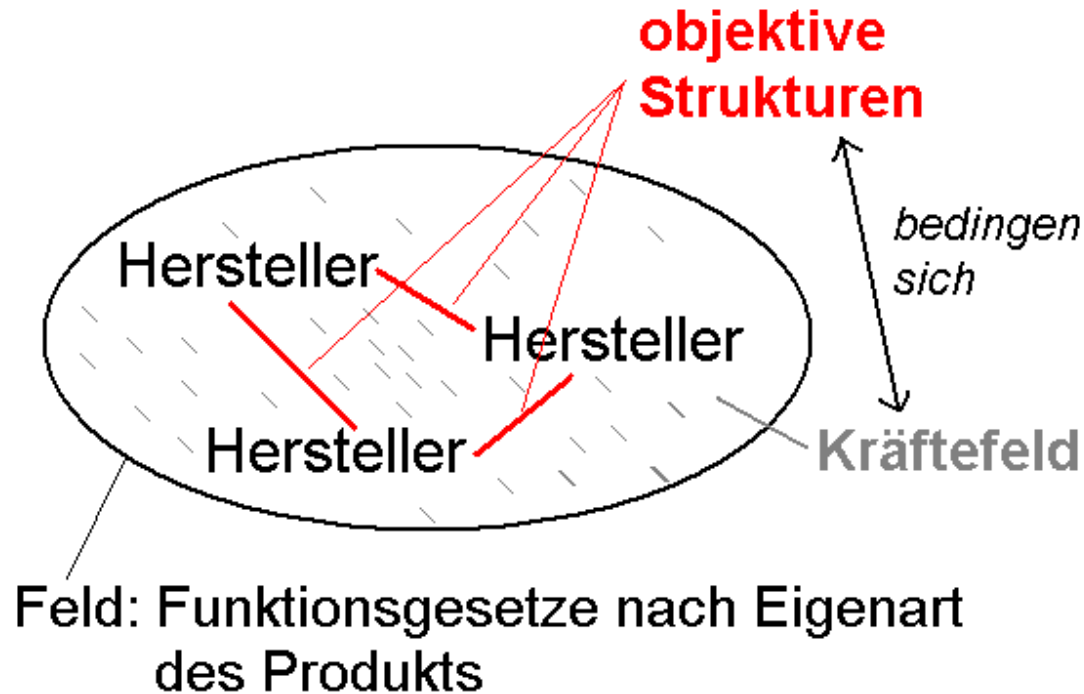 objektive
Strukturen
bedingen
sich
Hersteller
Hersteller
Hersteller
Kräftefeld
Feld: Funktionsgesetze nach Eigenart
des Produkts